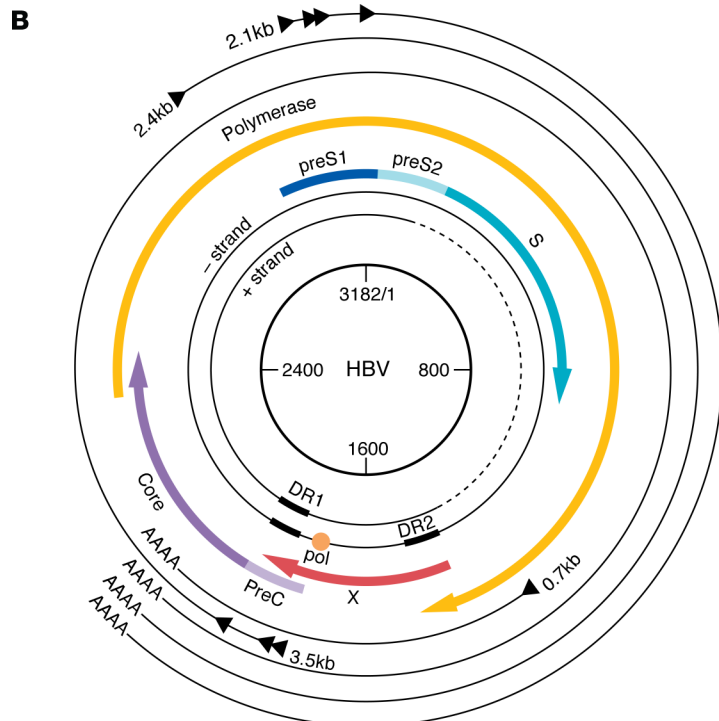 B
2.1kb
2.4kb
Polymerase
preS1
preS2
S
– strand
+ strand
3182/1
2400
HBV
800
1600
DR1
DR2
pol
Core
PreC
X
0.7kb
AAAA
AAAA
AAAA
AAAA
3.5kb